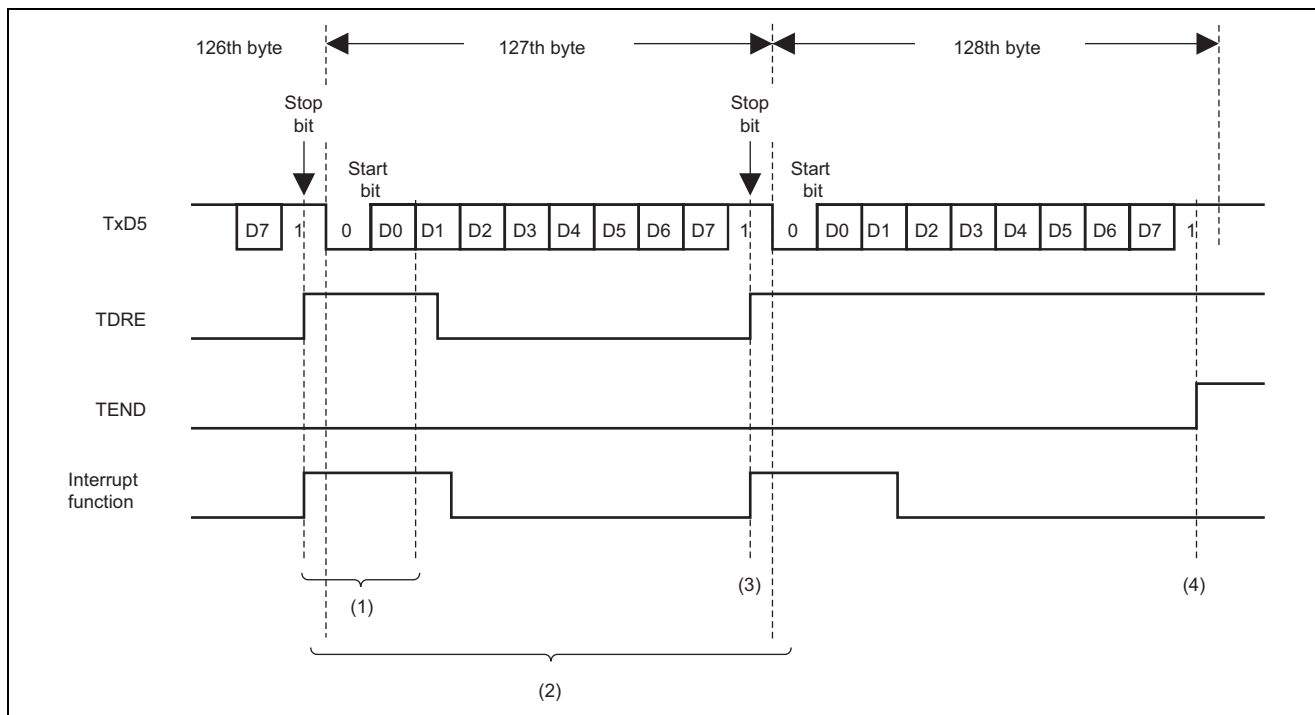 126th byte 127th byte 128th byte
Stop
bit
Stop
bit
Start
bit
Start
bit
TxD5 D7 1 0 D0 D1 D2 D3 D4 D5 D6 D7 1 0 D0 D1 D2 D3 D4 D5 D6 D7 1
TDRE
TEND
Interrupt
function
(1) (3) (4)
(2)